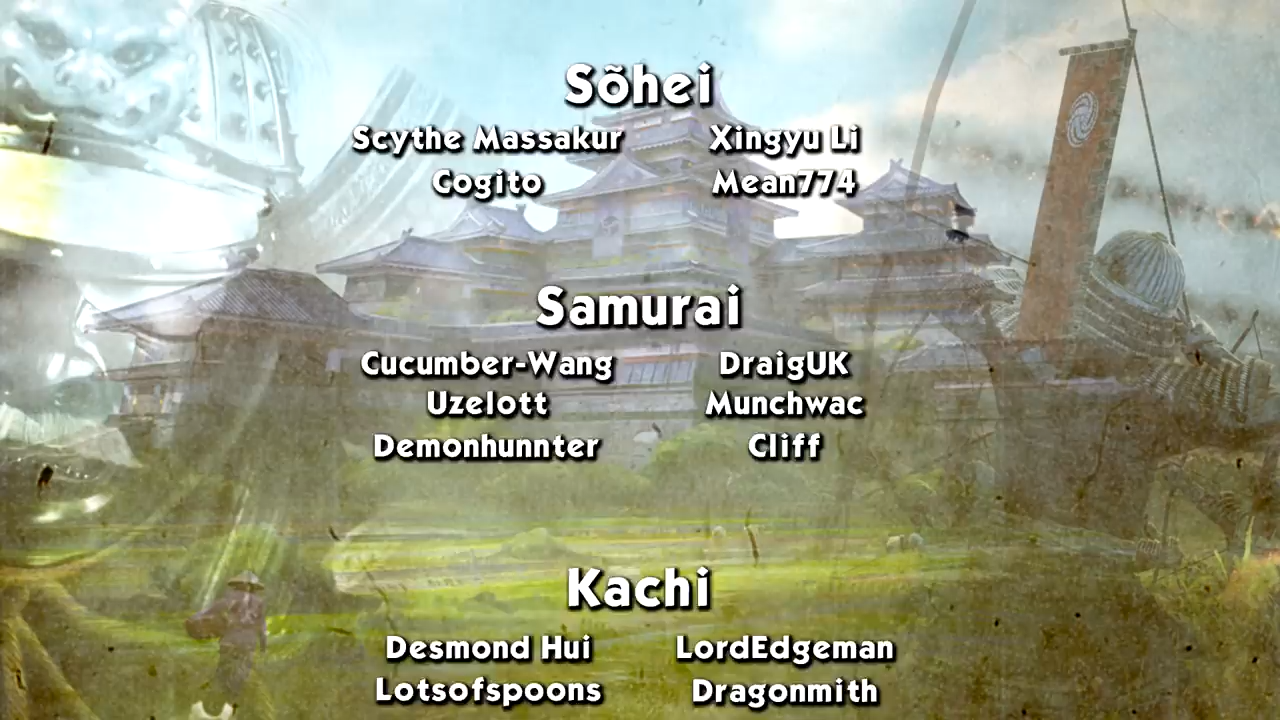 Sõhei
Scythe Massakur Xingyu Li
Cogito Mean774
Samurai
Cucumber-Wang DraigUK
Uzelott Munchwac
Demonhunnter Cliff
Kachi
Desmond Hui LordEdgeman
Lotsofspoons Dragonmith